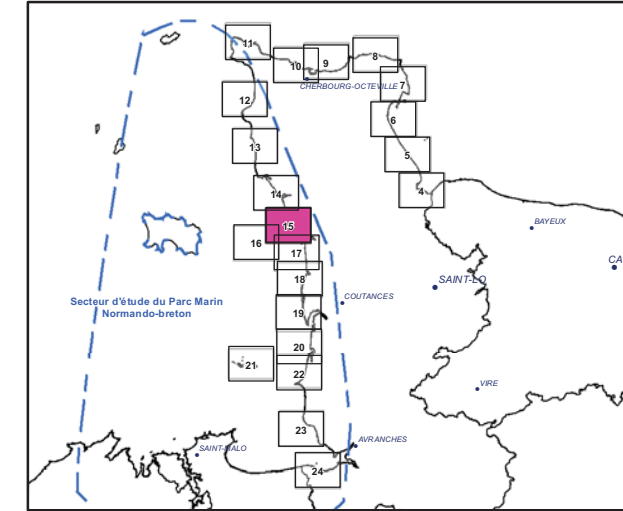 11
10
9
8
CHERBOURG-OCTEVILLE
7
12
6
13
5
14
4
15
BAYEUX
16
17
CA
18
SAINT-LO
Secteur d'étude du Parc Marin
Normando-breton
COUTANCES
19
20
21
22
VIRE
23
AVRANCHES
SAINT-MALO
24